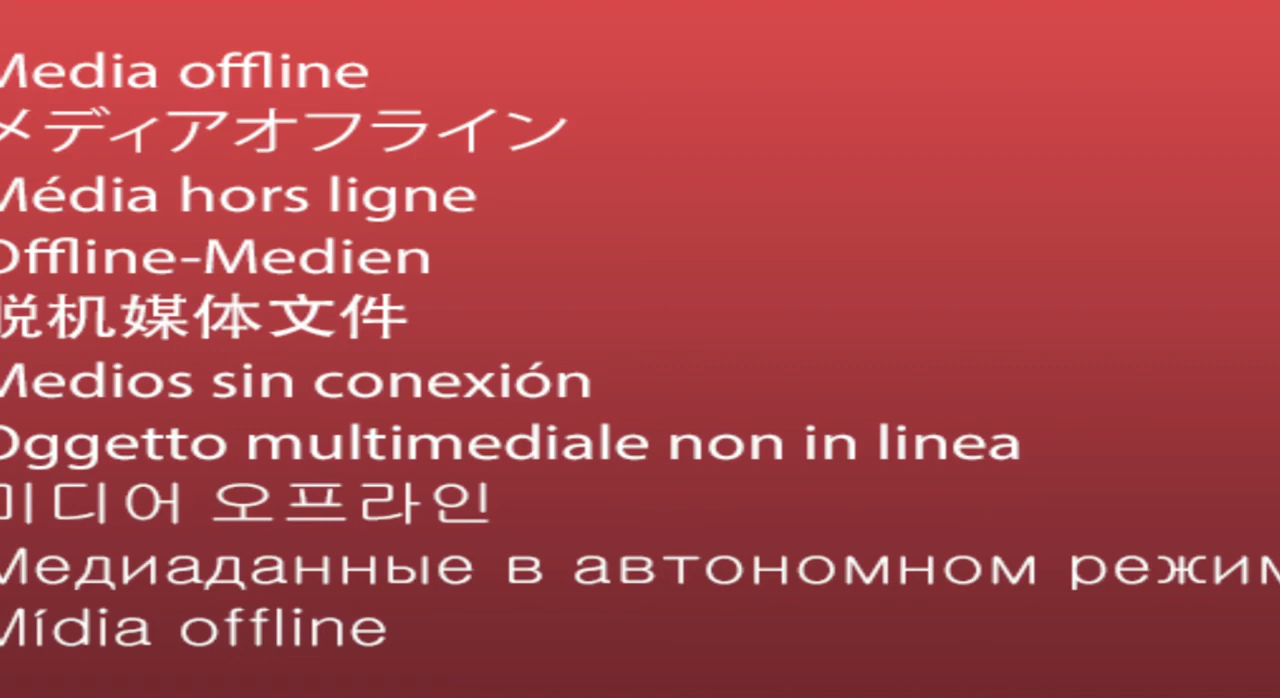 Media offline
メディアオフライン
Média hors ligne
Offline-Medien
脱机媒体文件
Medios sin conexión
Oggetto multimediale non in linea
미디어 오프라인
Медиаданные в автономном режим
Mídia offline